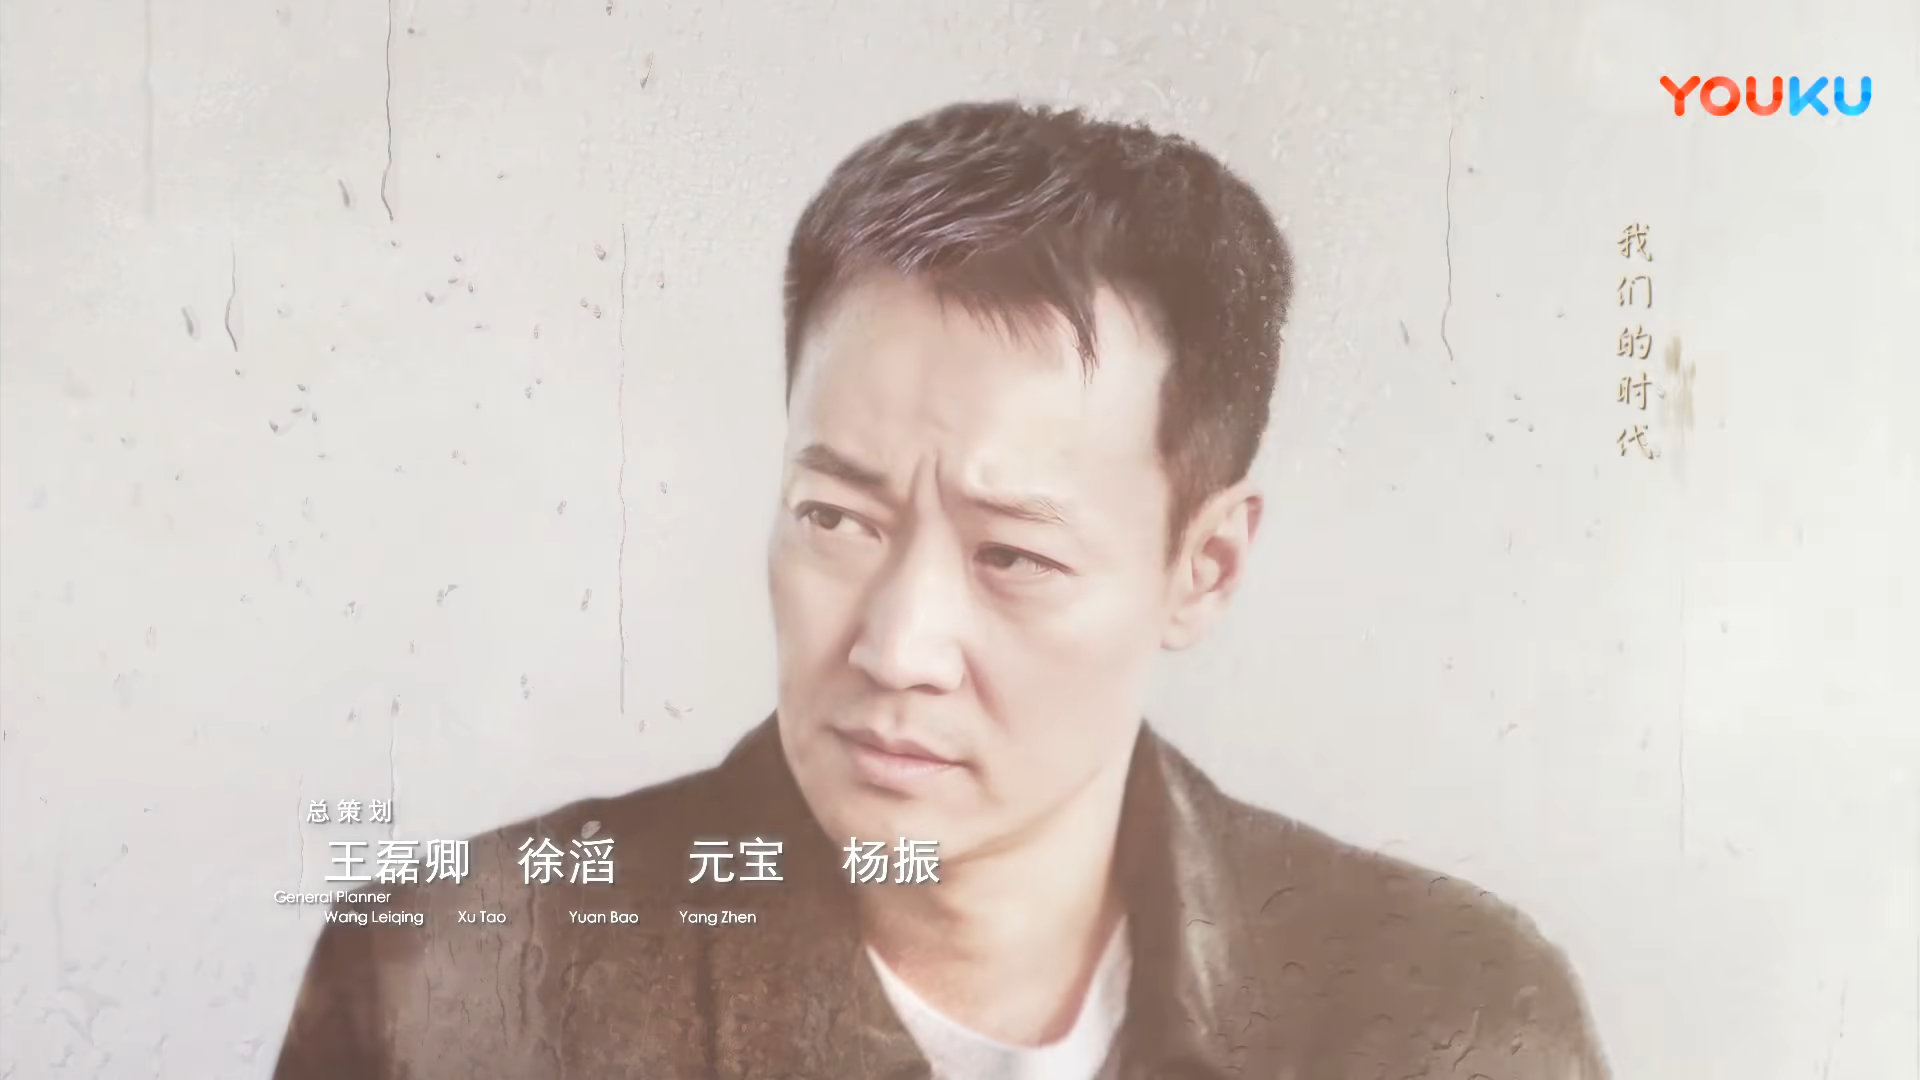 YOUKU
我们的时代
总策划
王磊卿 徐滔 元宝 杨振
General Planner
Wang Leiqing Xu Tao Yuan Bao Yang Zhen